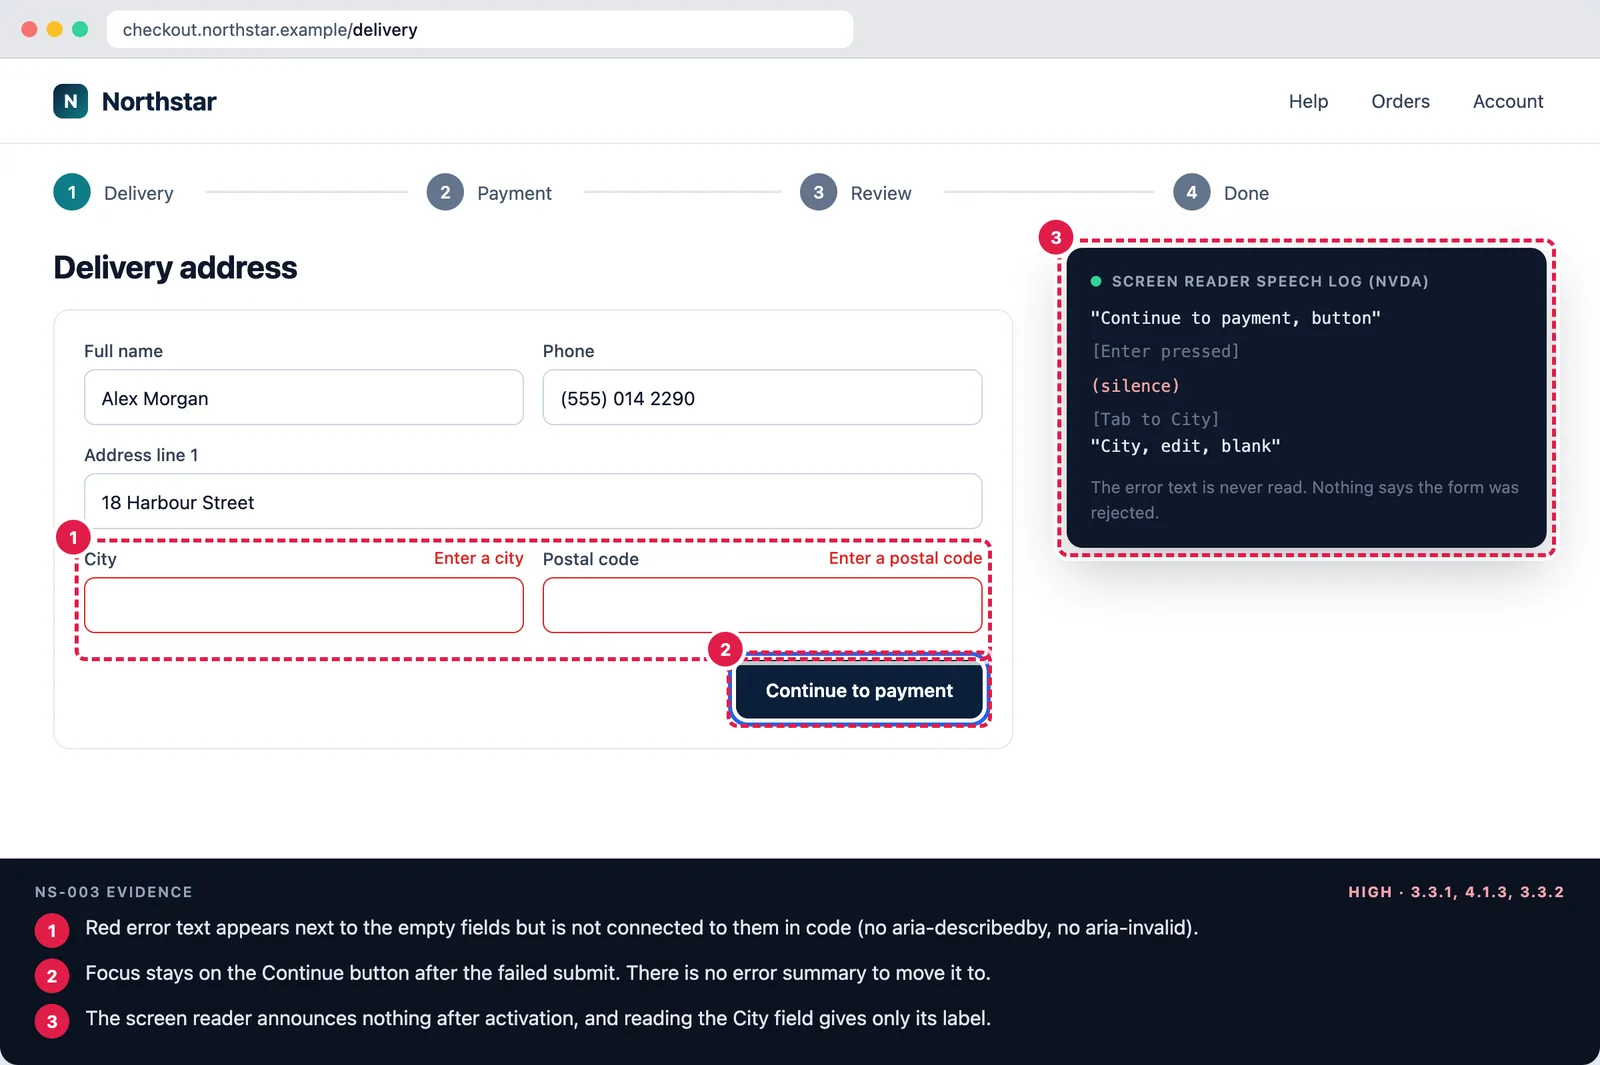 checkout.northstar.example/delivery
N Northstar
Help Orders Account
1 Delivery 2 Payment 3 Review 4 Done
Delivery address
Full name Phone
Alex Morgan (555) 014 2290
Address line 1
18 Harbour Street
1
City Enter a city Postal code Enter a postal code
2
Continue to payment
3
SCREEN READER SPEECH LOG (NVDA)
"Continue to payment, button"
[Enter pressed]
(silence)
[Tab to City]
"City, edit, blank"
The error text is never read. Nothing says the form was
rejected.
NS-003 EVIDENCE HIGH · 3.3.1, 4.1.3, 3.3.2
1 Red error text appears next to the empty fields but is not connected to them in code (no aria-describedby, no aria-invalid).
2 Focus stays on the Continue button after the failed submit. There is no error summary to move it to.
3 The screen reader announces nothing after activation, and reading the City field gives only its label.